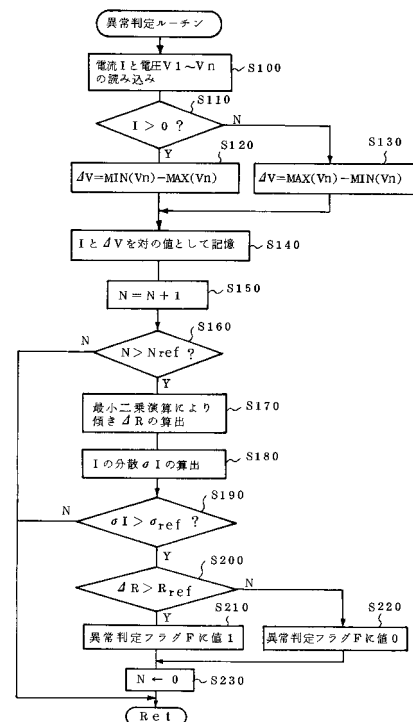 異常判定ルーチン
電流Iと電圧V1~Vn
の読み込み
S100
I>0?
S110
N
Y
S120
S130
ΔV=MIN(Vn)-MAX(Vn)
ΔV=MAX(Vn)-MIN(Vn)
IとΔVを対の値として記憶
S140
N=N+1
S150
S160
N
N>Nref?
Y
最小二乗演算により
傾きΔRの算出
S170
Iの分散σIの算出
S180
S190
N
σI>σref?
Y
S200
ΔR>Rref
N
S210
Y
S220
異常判定フラグFに値1
異常判定フラグFに値0
N←0
S230
Ret